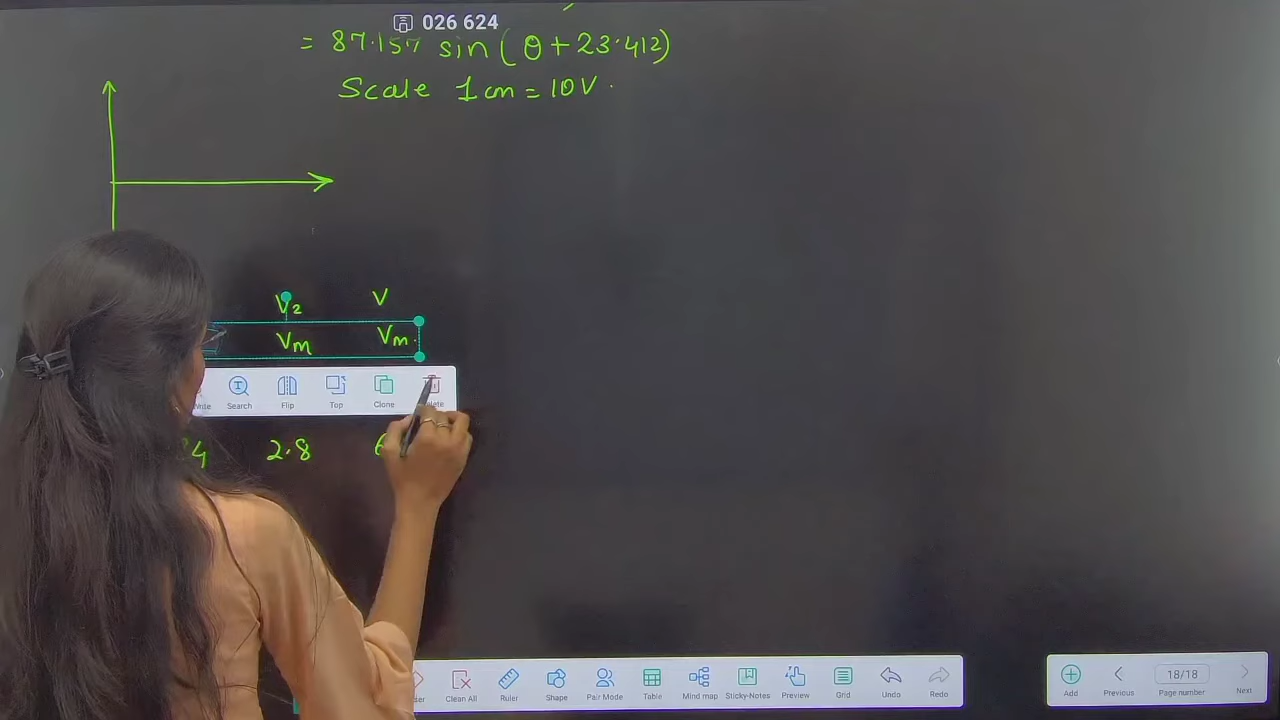 026 624
= 87.157 sin (θ + 23.412)
Scale 1 cm = 10V.
V2 V
Vm Vm.
Search Flip Top Clone
4 2.8 6
Clean All Ruler Shape Pair Mode Table Mind map Sticky-Notes Preview Grid Undo Redo
Add Previous 18/18 Page number Next